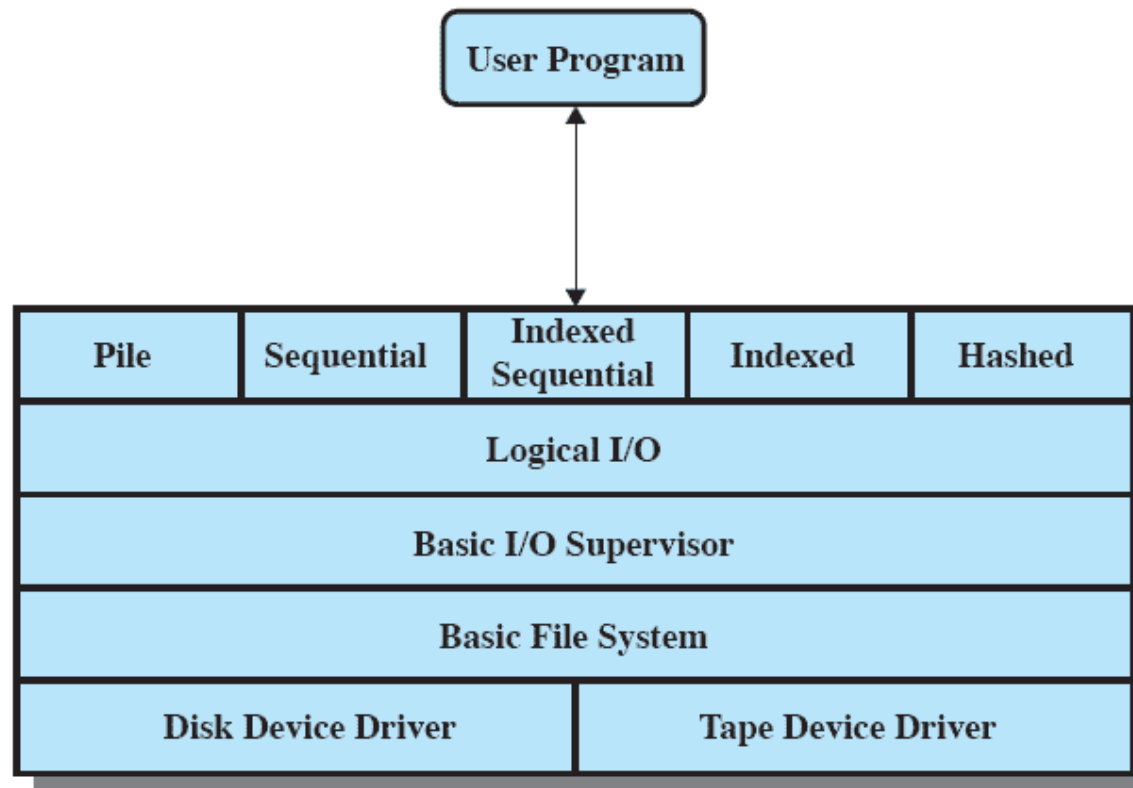 User Program
Pile
Sequential
Indexed
Sequential
Indexed
Hashed
Logical I/O
Basic I/O Supervisor
Basic File System
Disk Device Driver
Tape Device Driver